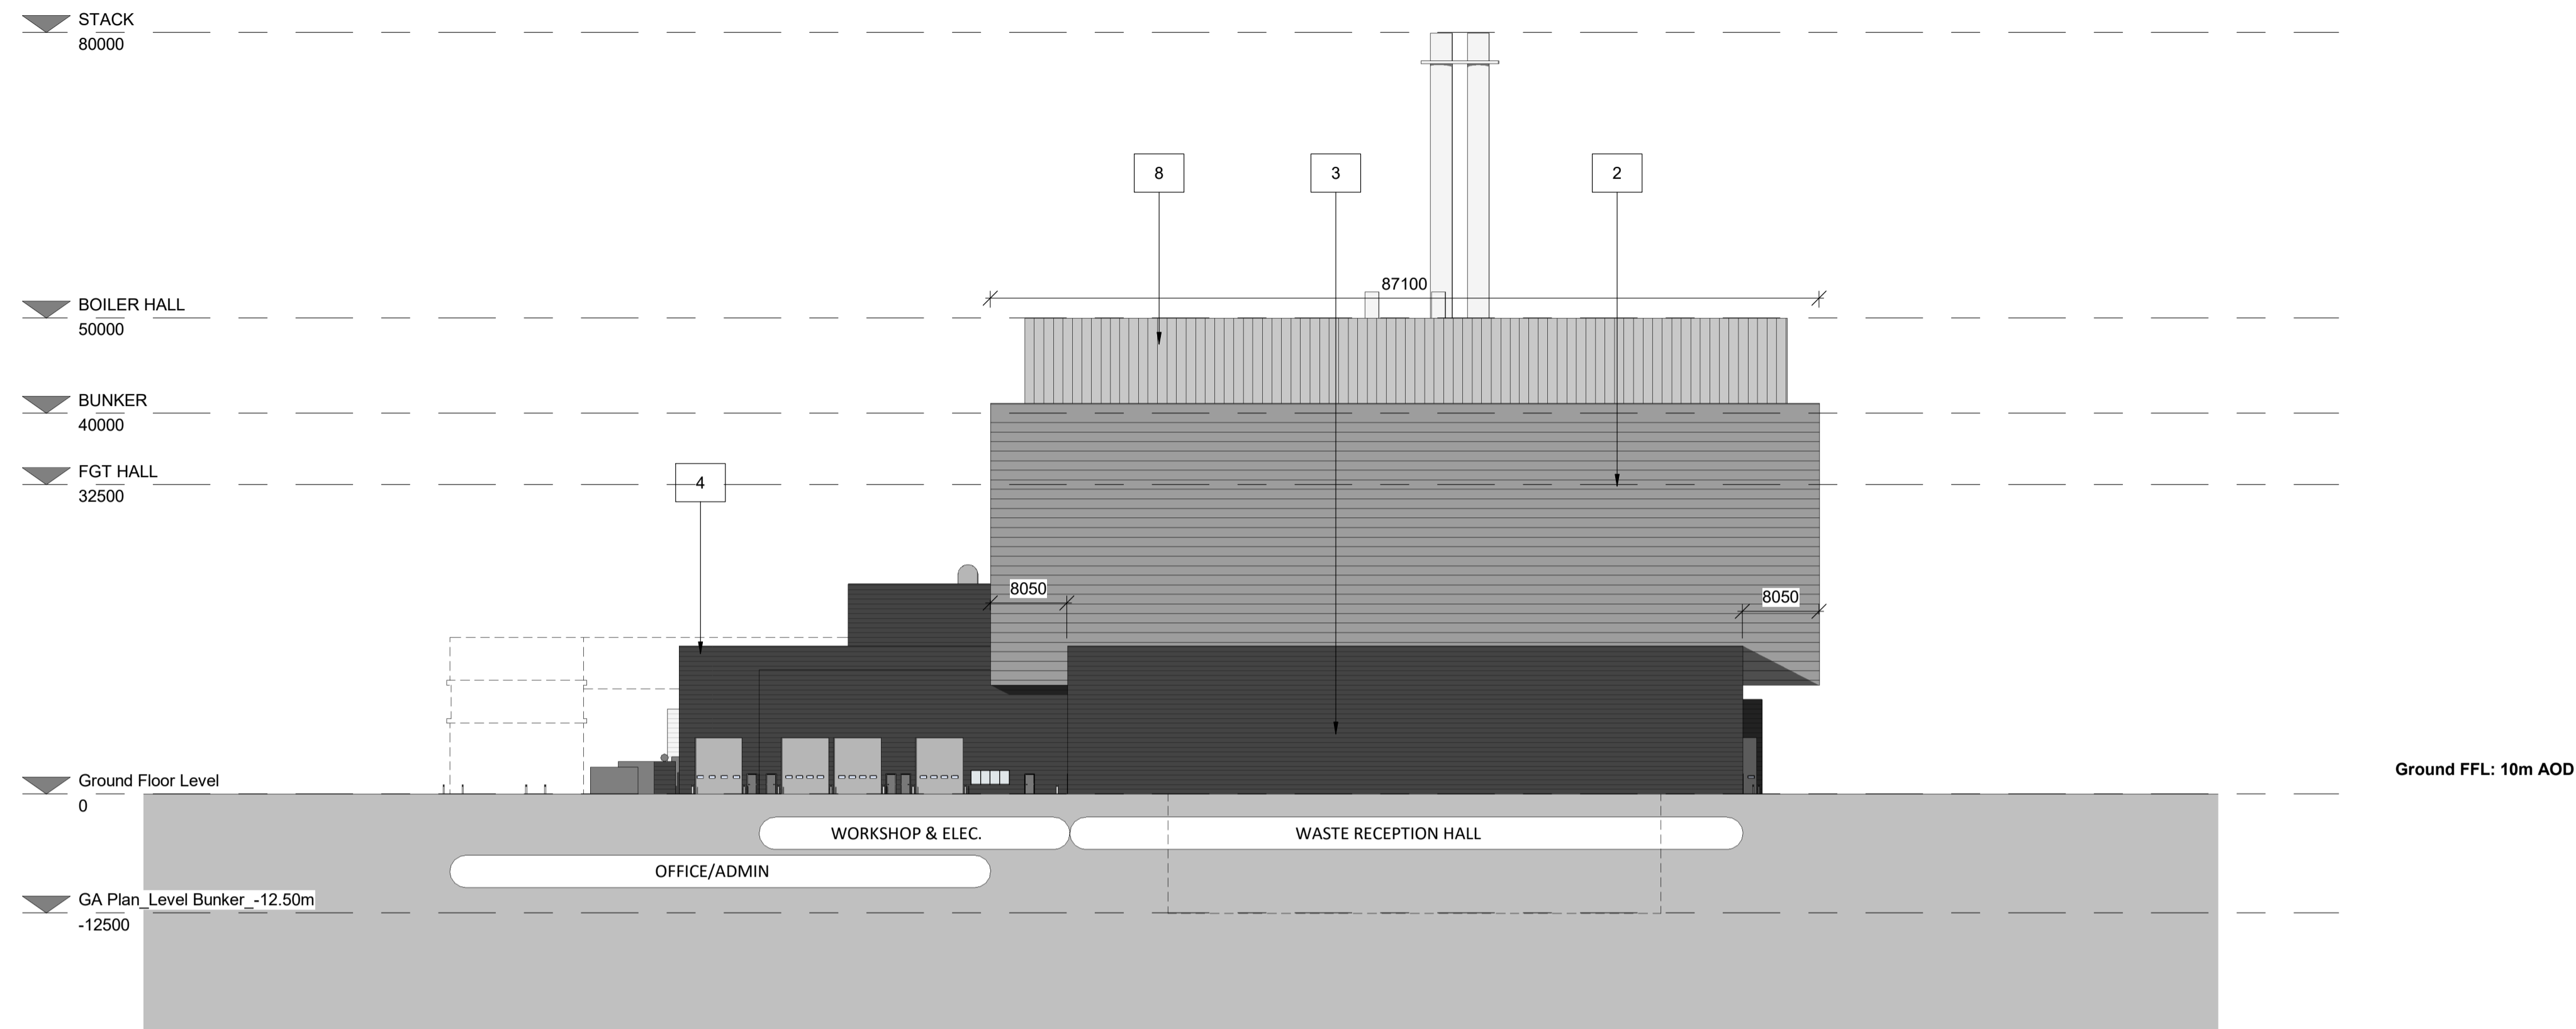 STACK
80000
8
3
2
87100
BOILER HALL
50000
BUNKER
40000
FGT HALL
32500
4
8050
8050
Ground Floor Level
0
Ground FFL: 10m AOD
WORKSHOP & ELEC.
WASTE RECEPTION HALL
OFFICE/ADMIN
GA Plan_Level Bunker_-12.50m
-12500